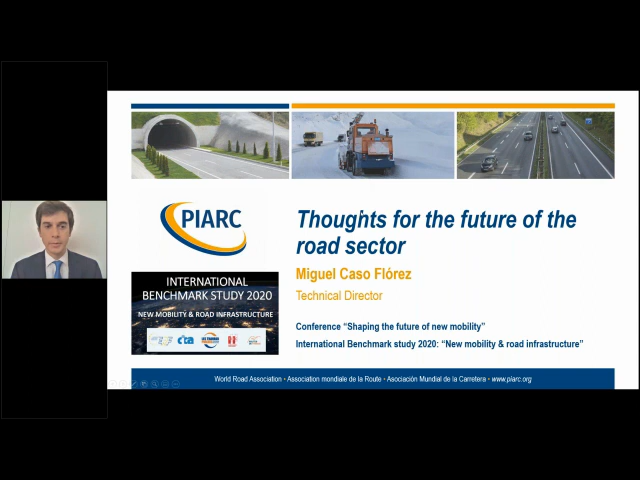 PIARC
Thoughts for the future of the
road sector
Miguel Caso Flórez
Technical Director
INTERNATIONAL
BENCHMARK STUDY 2020
NEW MOBILITY & ROAD INFRASTRUCTURE
Conference “Shaping the future of new mobility”
International Benchmark study 2020: “New mobility & road infrastructure”
World Road Association • Association mondiale de la Route • Asociación Mundial de la Carretera • www.piarc.org